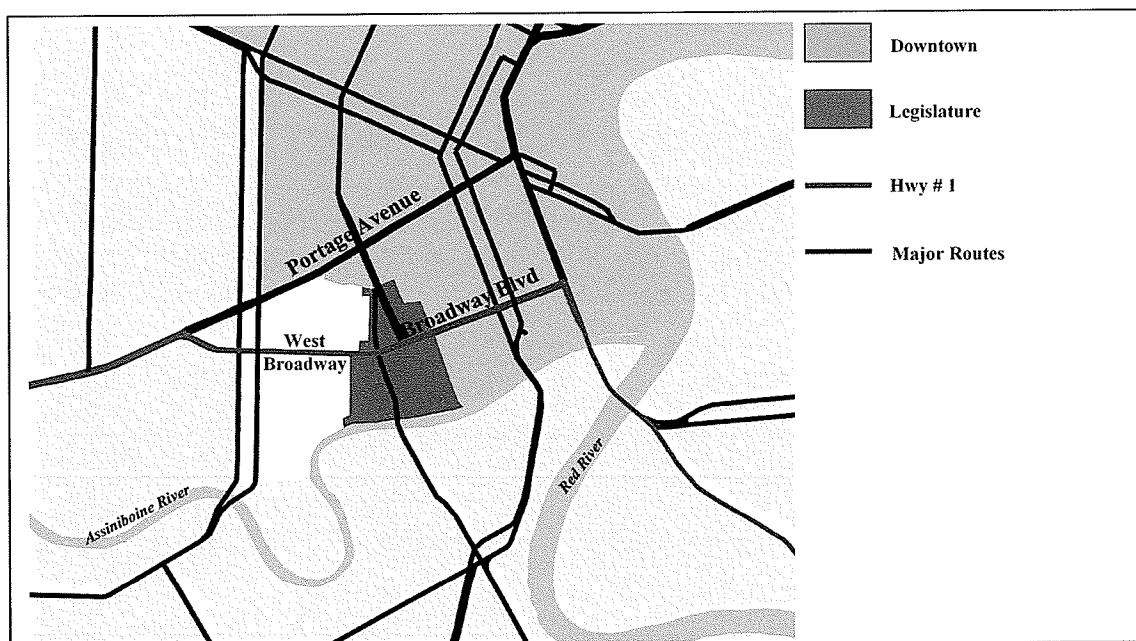 Downtown
Legislature
Hwy # 1
Major Routes
Portage Avenue
Broadway Blvd
West
Broadway
Red River
Assiniboine River